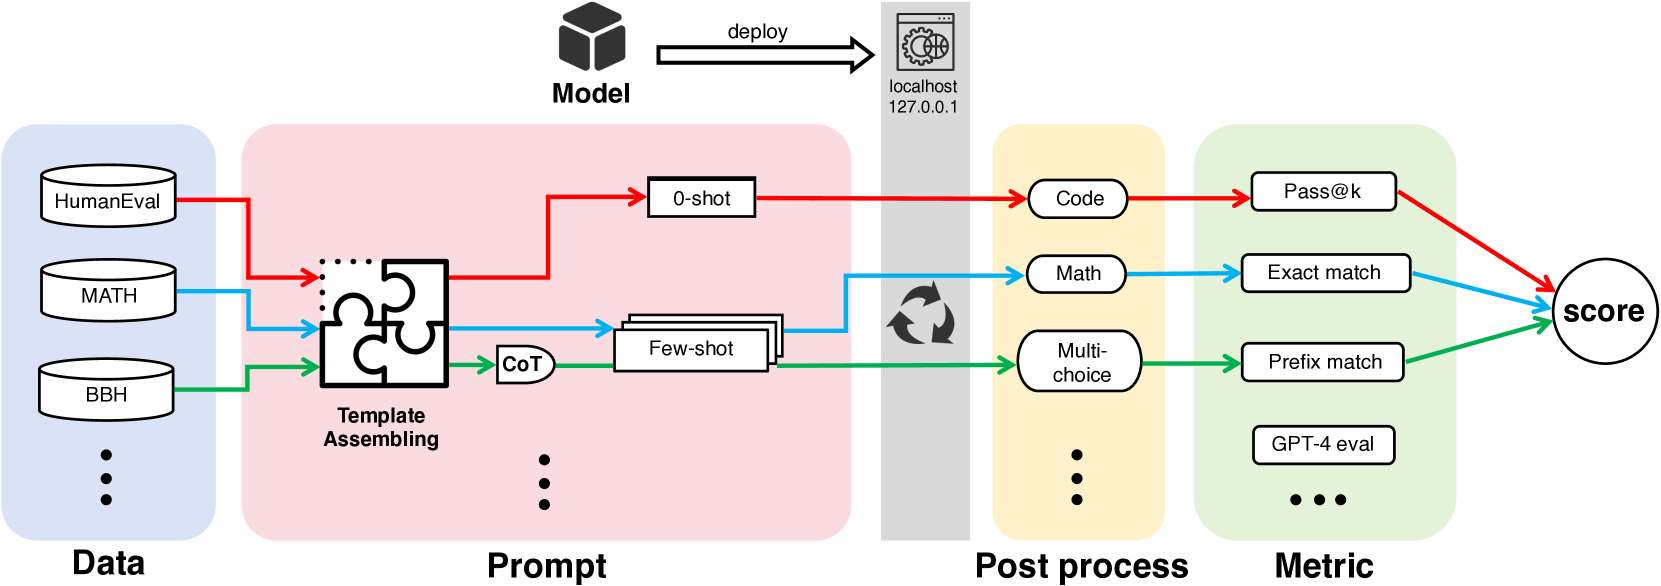 deploy
Model
localhost
127.0.0.1
HumanEval
MATH
BBH
Template
Assembling
0-shot
CoT
Few-shot
Code
Math
Multi-
choice
Pass@k
Exact match
Prefix match
GPT-4 eval
score
Data
Prompt
Post process
Metric